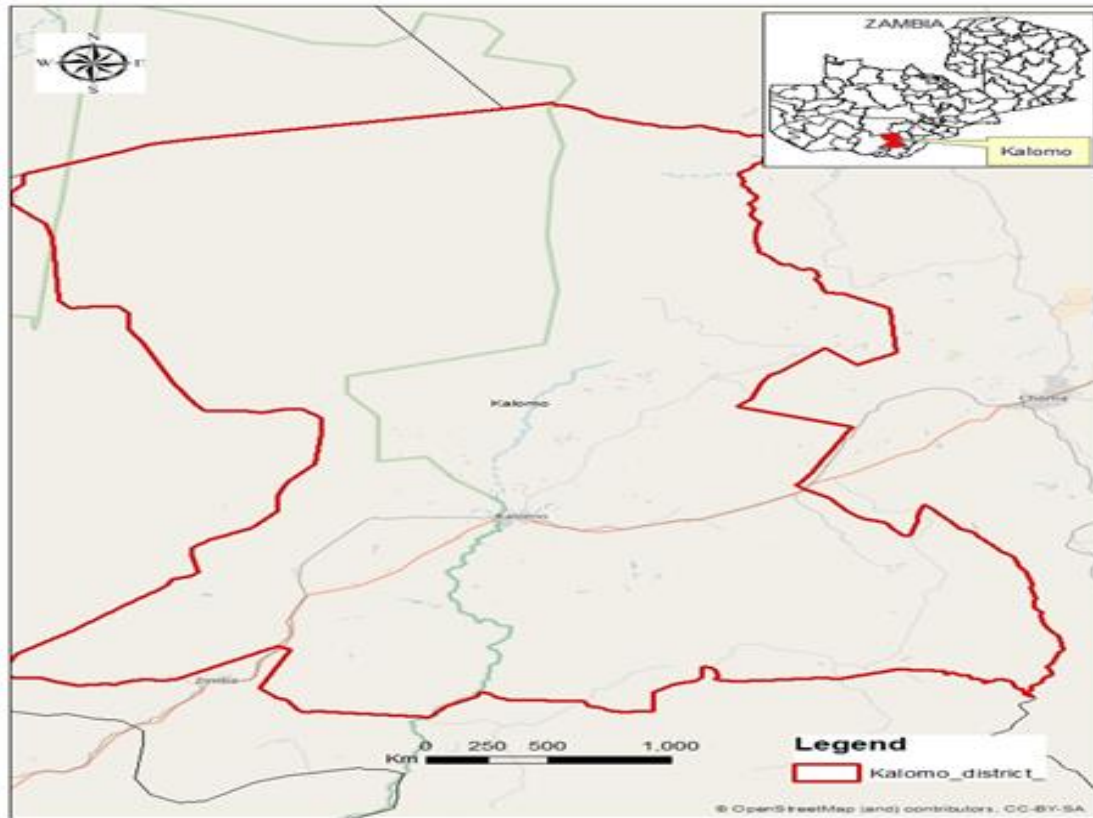 N
W E
S
ZAMBIA
Kalomo
Kalomo
Choma
Kalomo
Zimba
0 250 500 1,000
Km
Legend
Kalomo_district_
© OpenStreetMap (and) contributors, CC-BY-SA